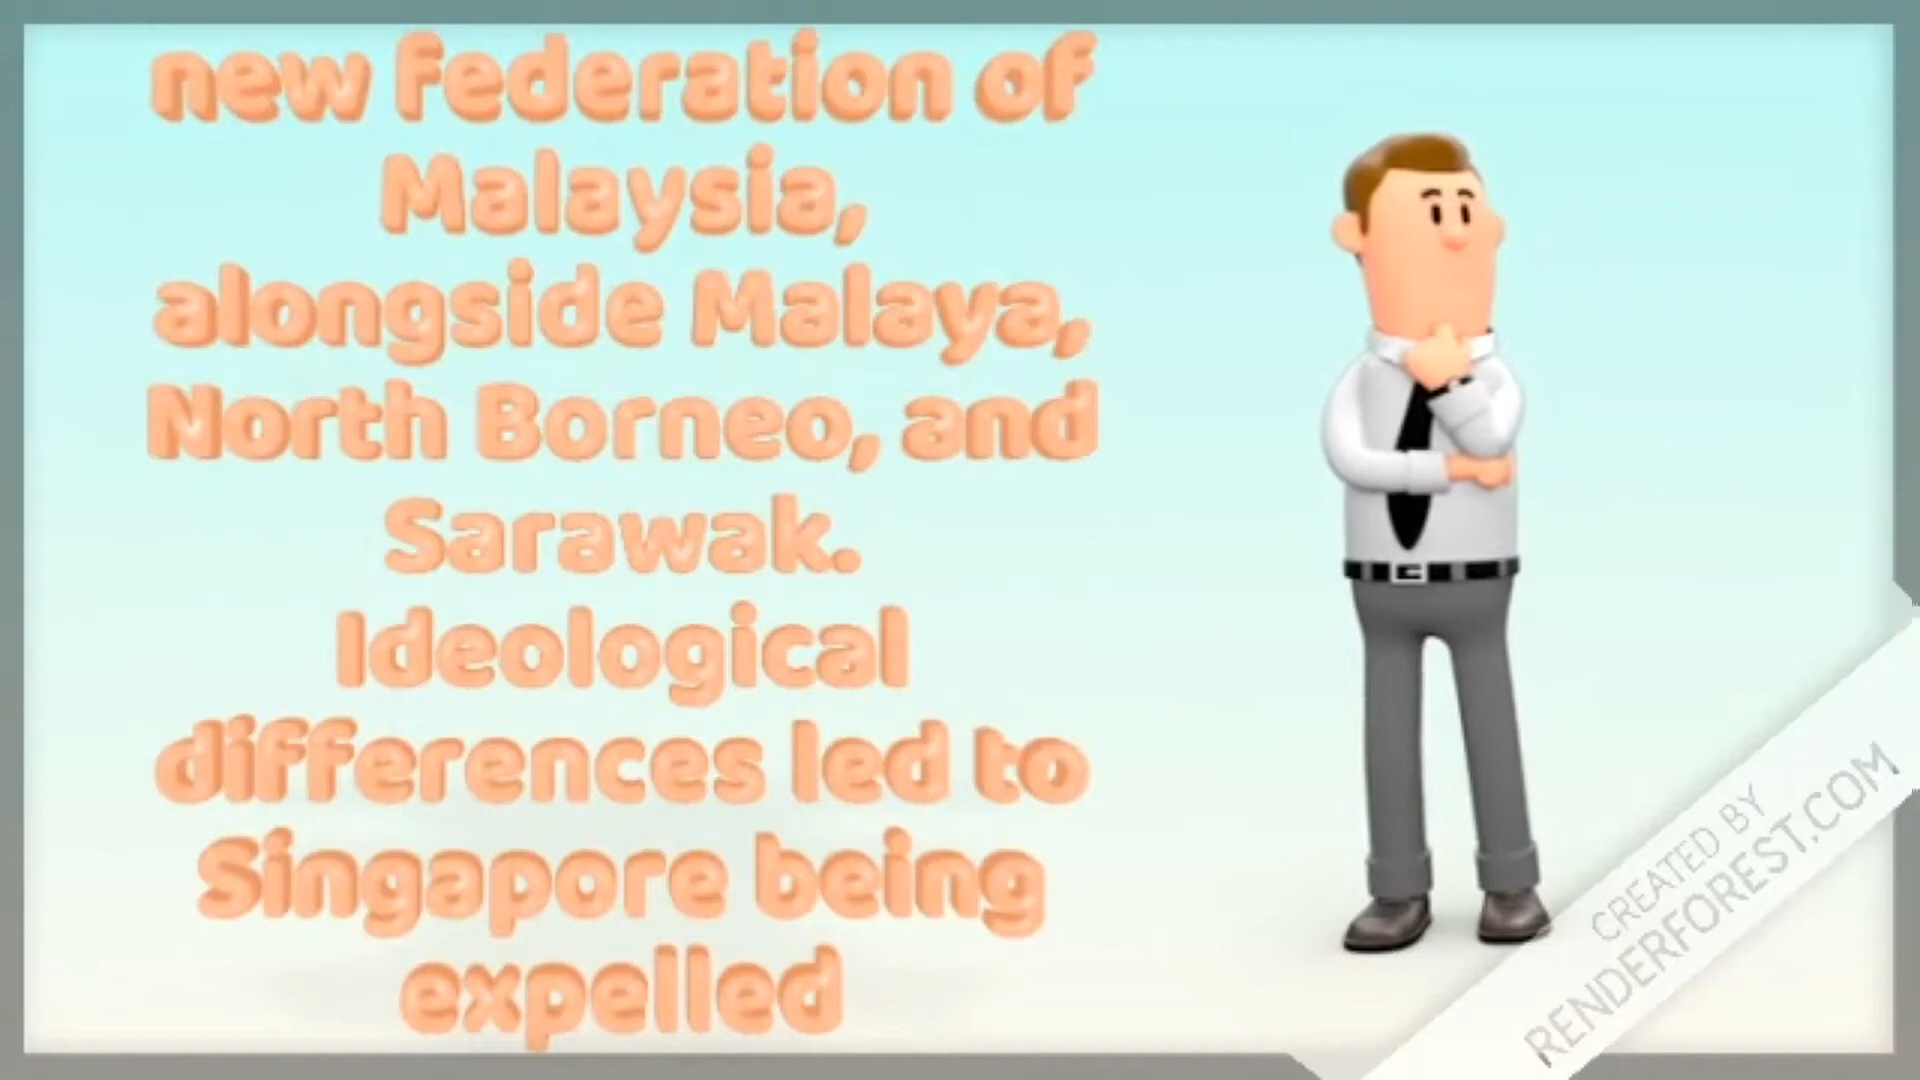 new federation of
Malaysia,
alongside Malaya,
North Borneo, and
Sarawak.
Ideological
differences led to
Singapore being
expelled
CREATED BY
RENDERFOREST.COM